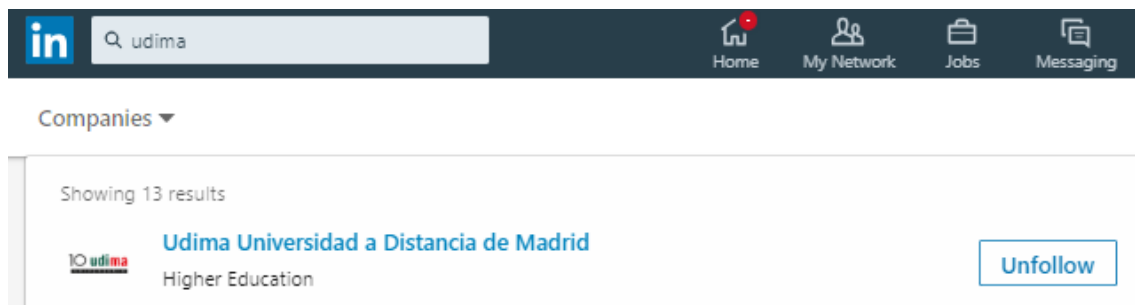 in udima
Home My Network Jobs Messaging
Companies
Showing 13 results
Udima Universidad a Distancia de Madrid
10 udima
Higher Education
Unfollow